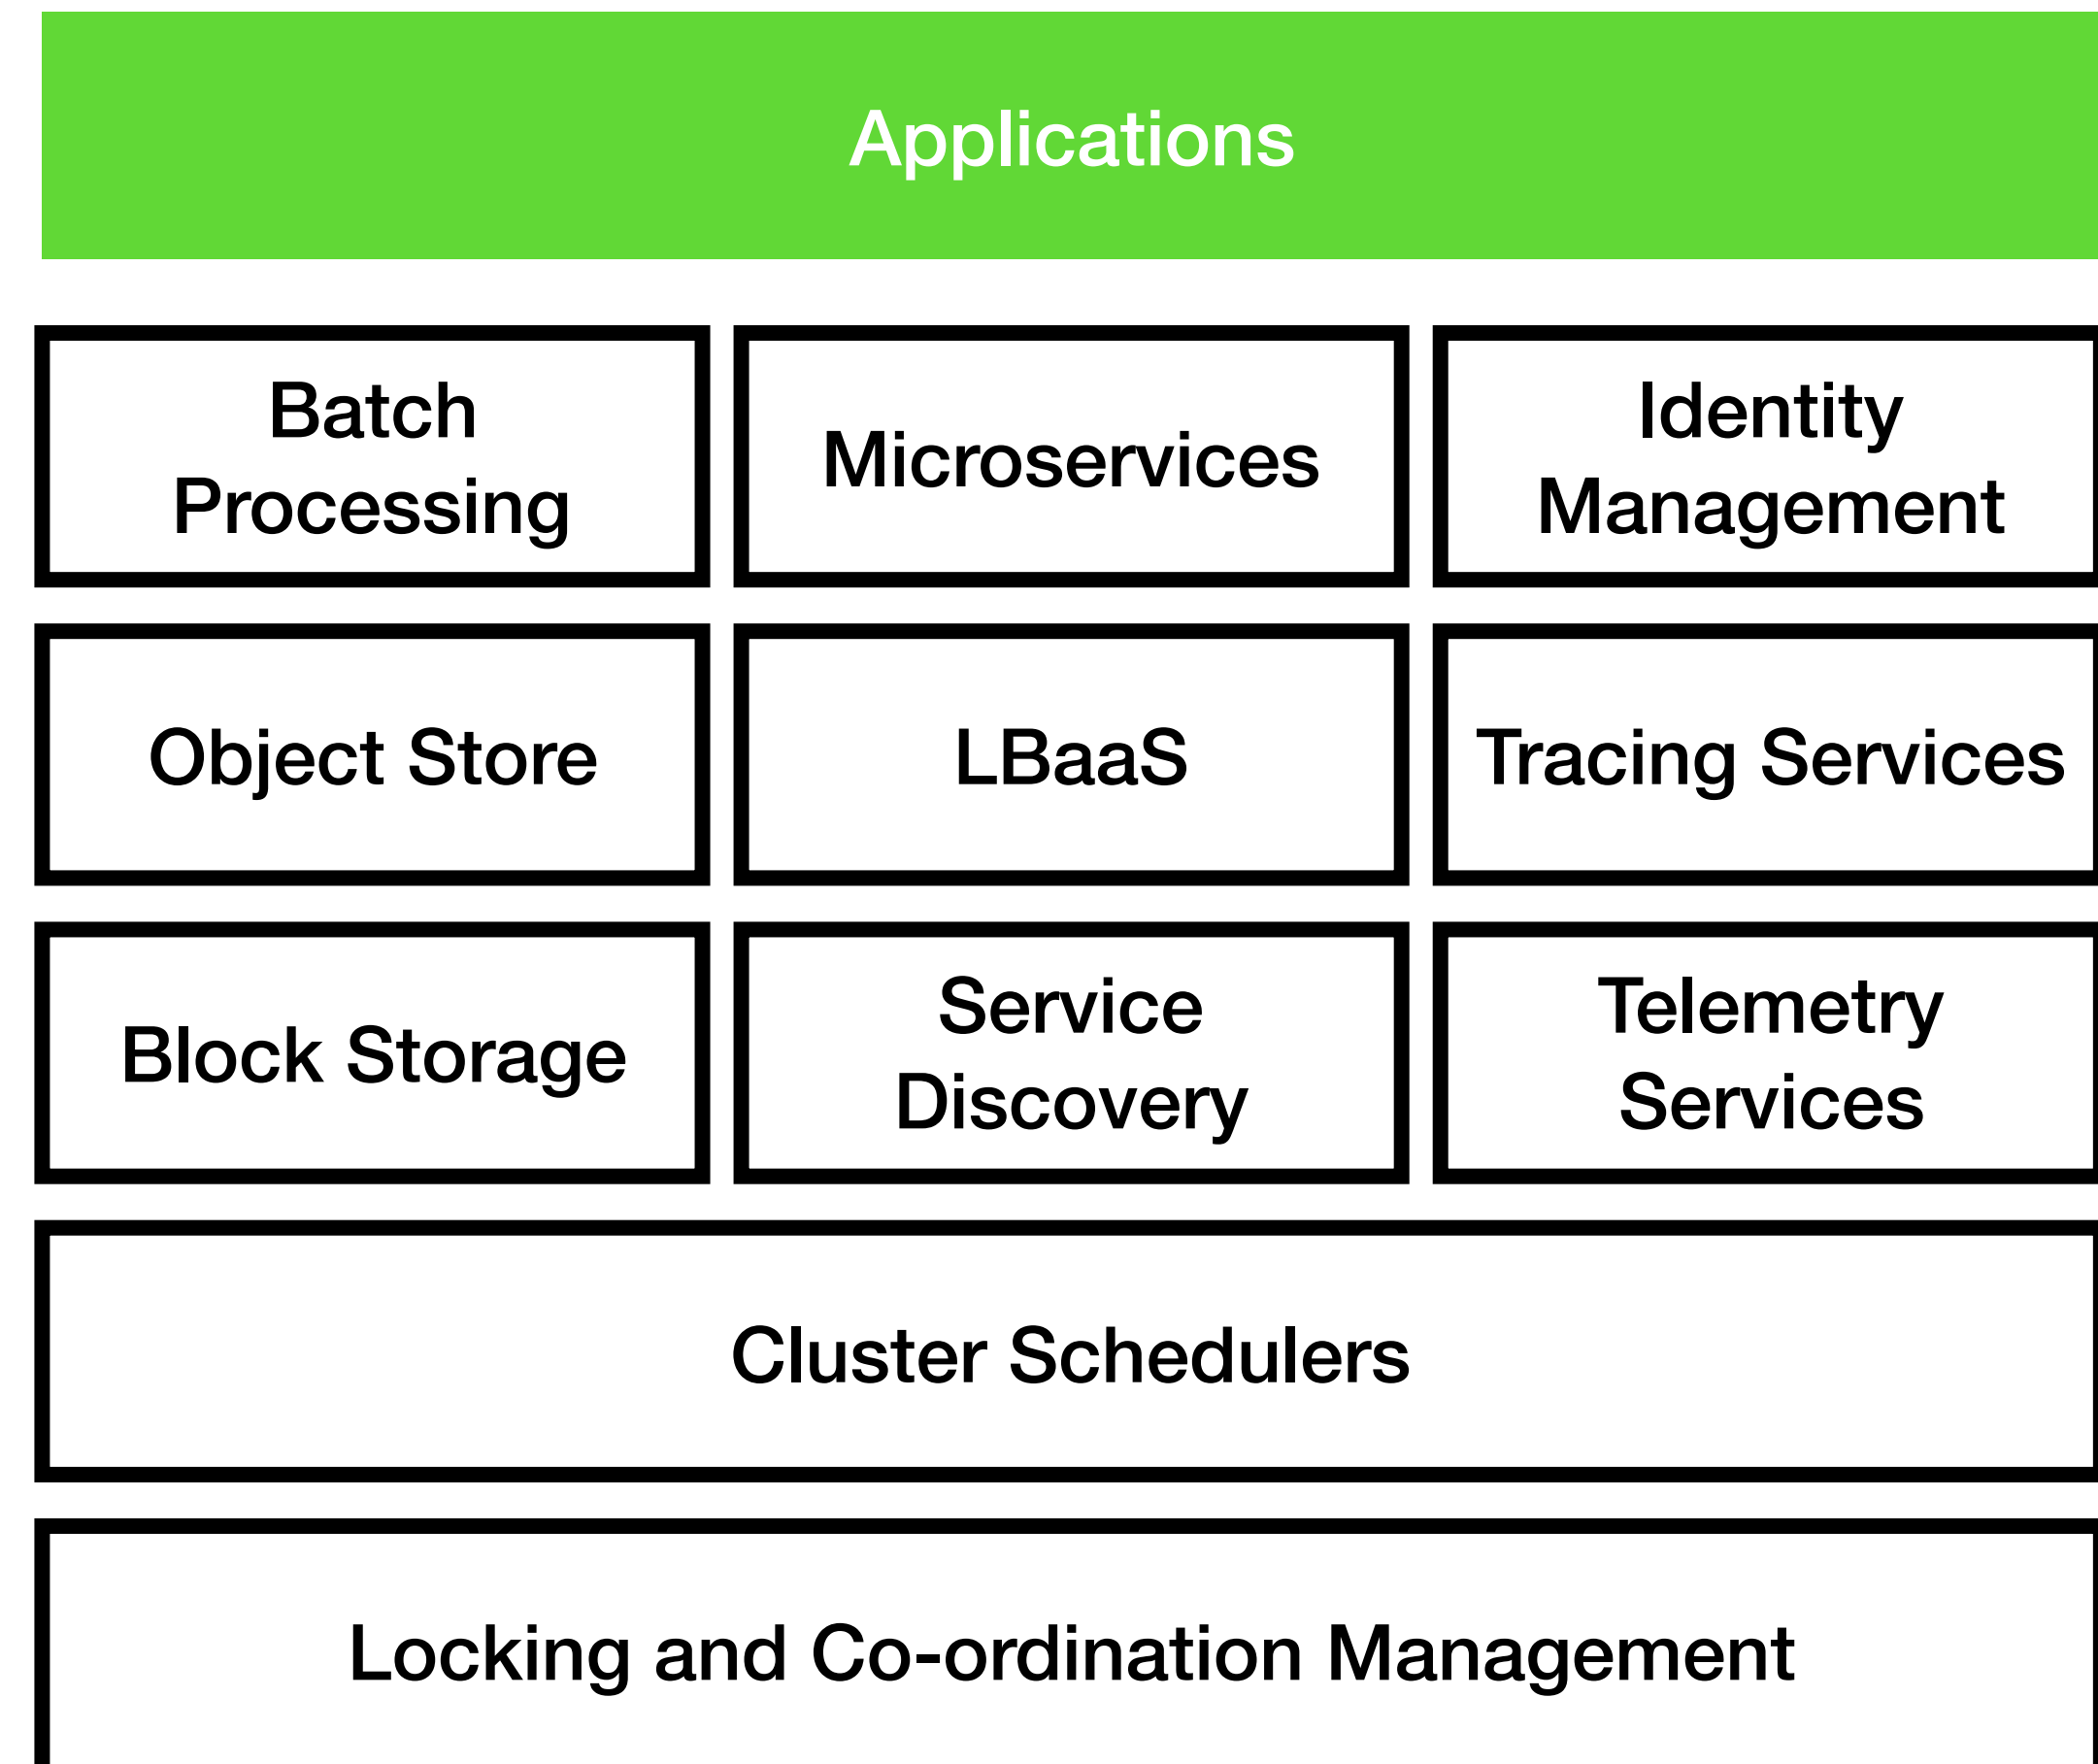 Applications
Batch
Processing
Microservices
Identity
Management
Object Store
LBaaS
Tracing Services
Block Storage
Service
Discovery
Telemetry
Services
Cluster Schedulers
Locking and Co-ordination Management